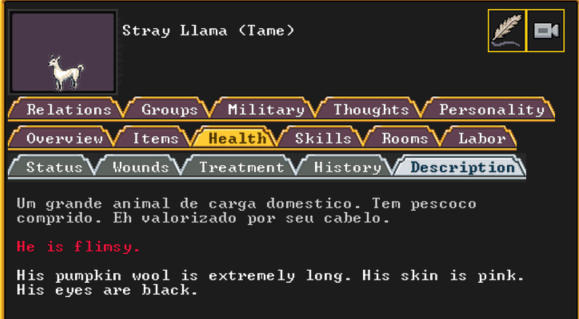 Stray Llama (Tame)
Relations Groups Military Thoughts Personality
Overview Items Health Skills Rooms Labor
Status Wounds Treatment History Description
Um grande animal de carga domestico. Tem pescoco
comprido. Eh valorizado por seu cabelo.
He is flimsy.
His pumpkin wool is extremely long. His skin is pink.
His eyes are black.